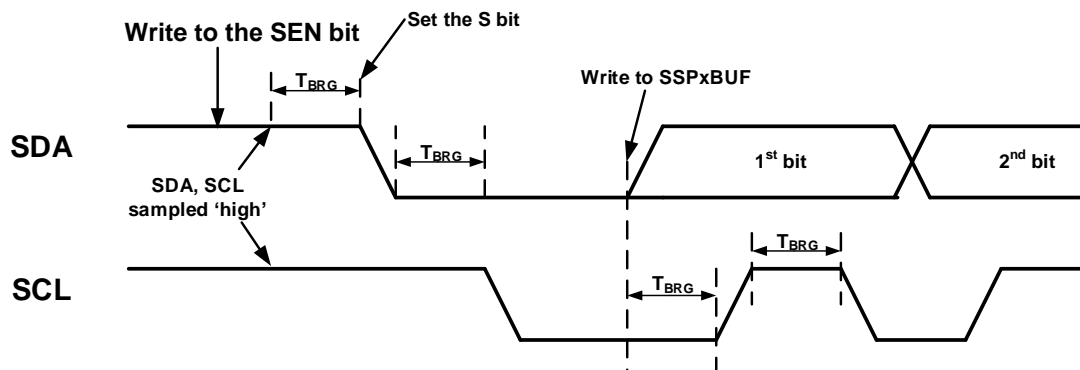 Write to the SEN bit
Set the S bit
TBRG
Write to SSPxBUF
SDA
TBRG
1st bit
2nd bit
SDA, SCL
sampled ‘high’
TBRG
SCL
TBRG